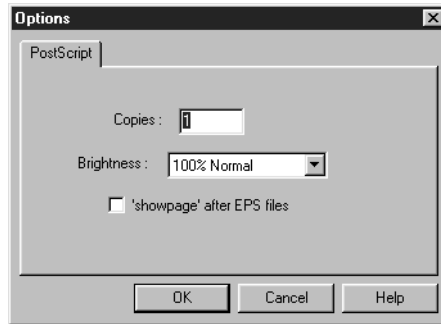 Options
PostScript
Copies : 1
Brightness : 100% Normal
'showpage' after EPS files
OK Cancel Help